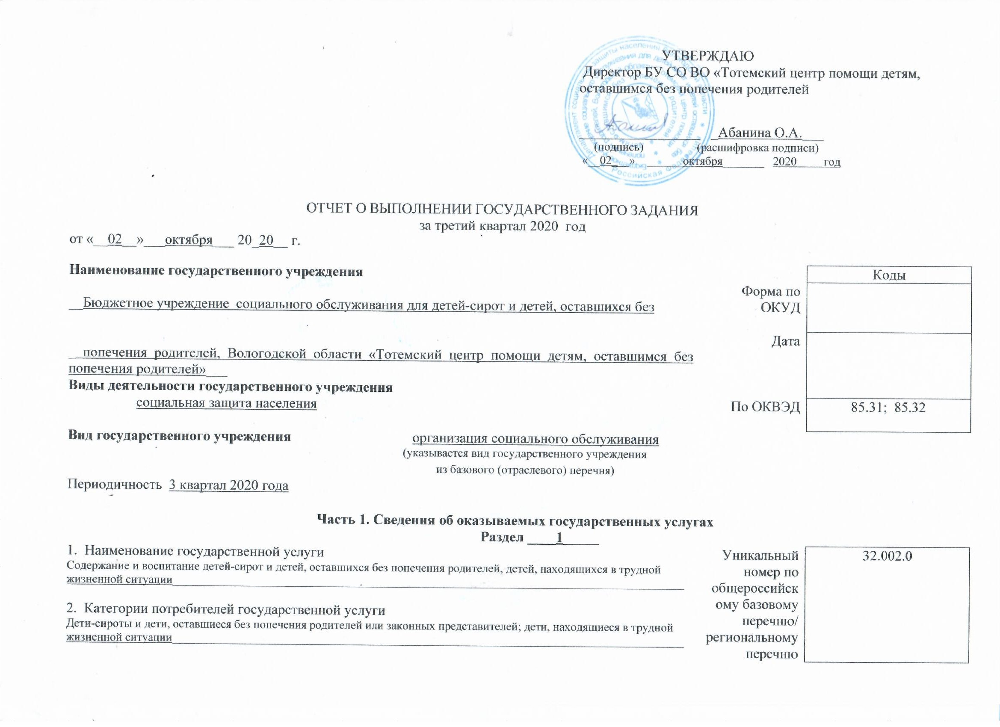 УТВЕРЖДАЮ
Директор БУ СО ВО «Тотемский центр помощи детям,
оставшимся без попечения родителей
Абанина О.А.
(подпись) (расшифровка подписи)
«__02___» октября 2020 год
ОТЧЕТ О ВЫПОЛНЕНИИ ГОСУДАРСТВЕННОГО ЗАДАНИЯ
за третий квартал 2020 год
от «__02__»___октября___ 20_20__ г.
Наименование государственного учреждения
Бюджетное учреждение социального обслуживания для детей-сирот и детей, оставшихся без
попечения родителей, Вологодской области «Тотемский центр помощи детям, оставшимся без
попечения родителей»
Виды деятельности государственного учреждения
социальная защита населения
Вид государственного учреждения организация социального обслуживания
(указывается вид государственного учреждения
из базового (отраслевого) перечня)
Периодичность 3 квартал 2020 года
Коды
Форма по
ОКУД
Дата
По ОКВЭД 85.31; 85.32
Часть 1. Сведения об оказываемых государственных услугах
Раздел ____1_____
1. Наименование государственной услуги
Содержание и воспитание детей-сирот и детей, оставшихся без попечения родителей, детей, находящихся в трудной
жизненной ситуации
2. Категории потребителей государственной услуги
Дети-сироты и дети, оставшиеся без попечения родителей или законных представителей; дети, находящиеся в трудной
жизненной ситуации
Уникальный
номер по
общероссийск
ому базовому
перечню/
региональному
перечню
32.002.0